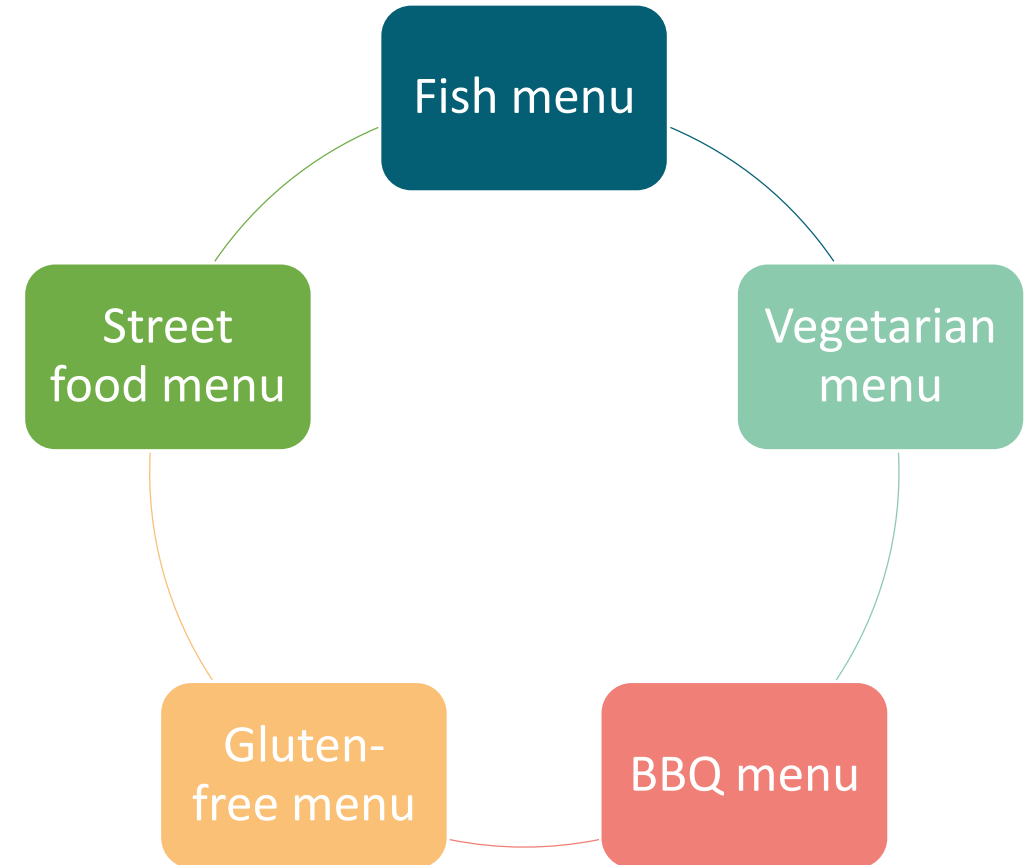 Fish menu
Vegetarian
menu
BBQ menu
Gluten-
free menu
Street
food menu